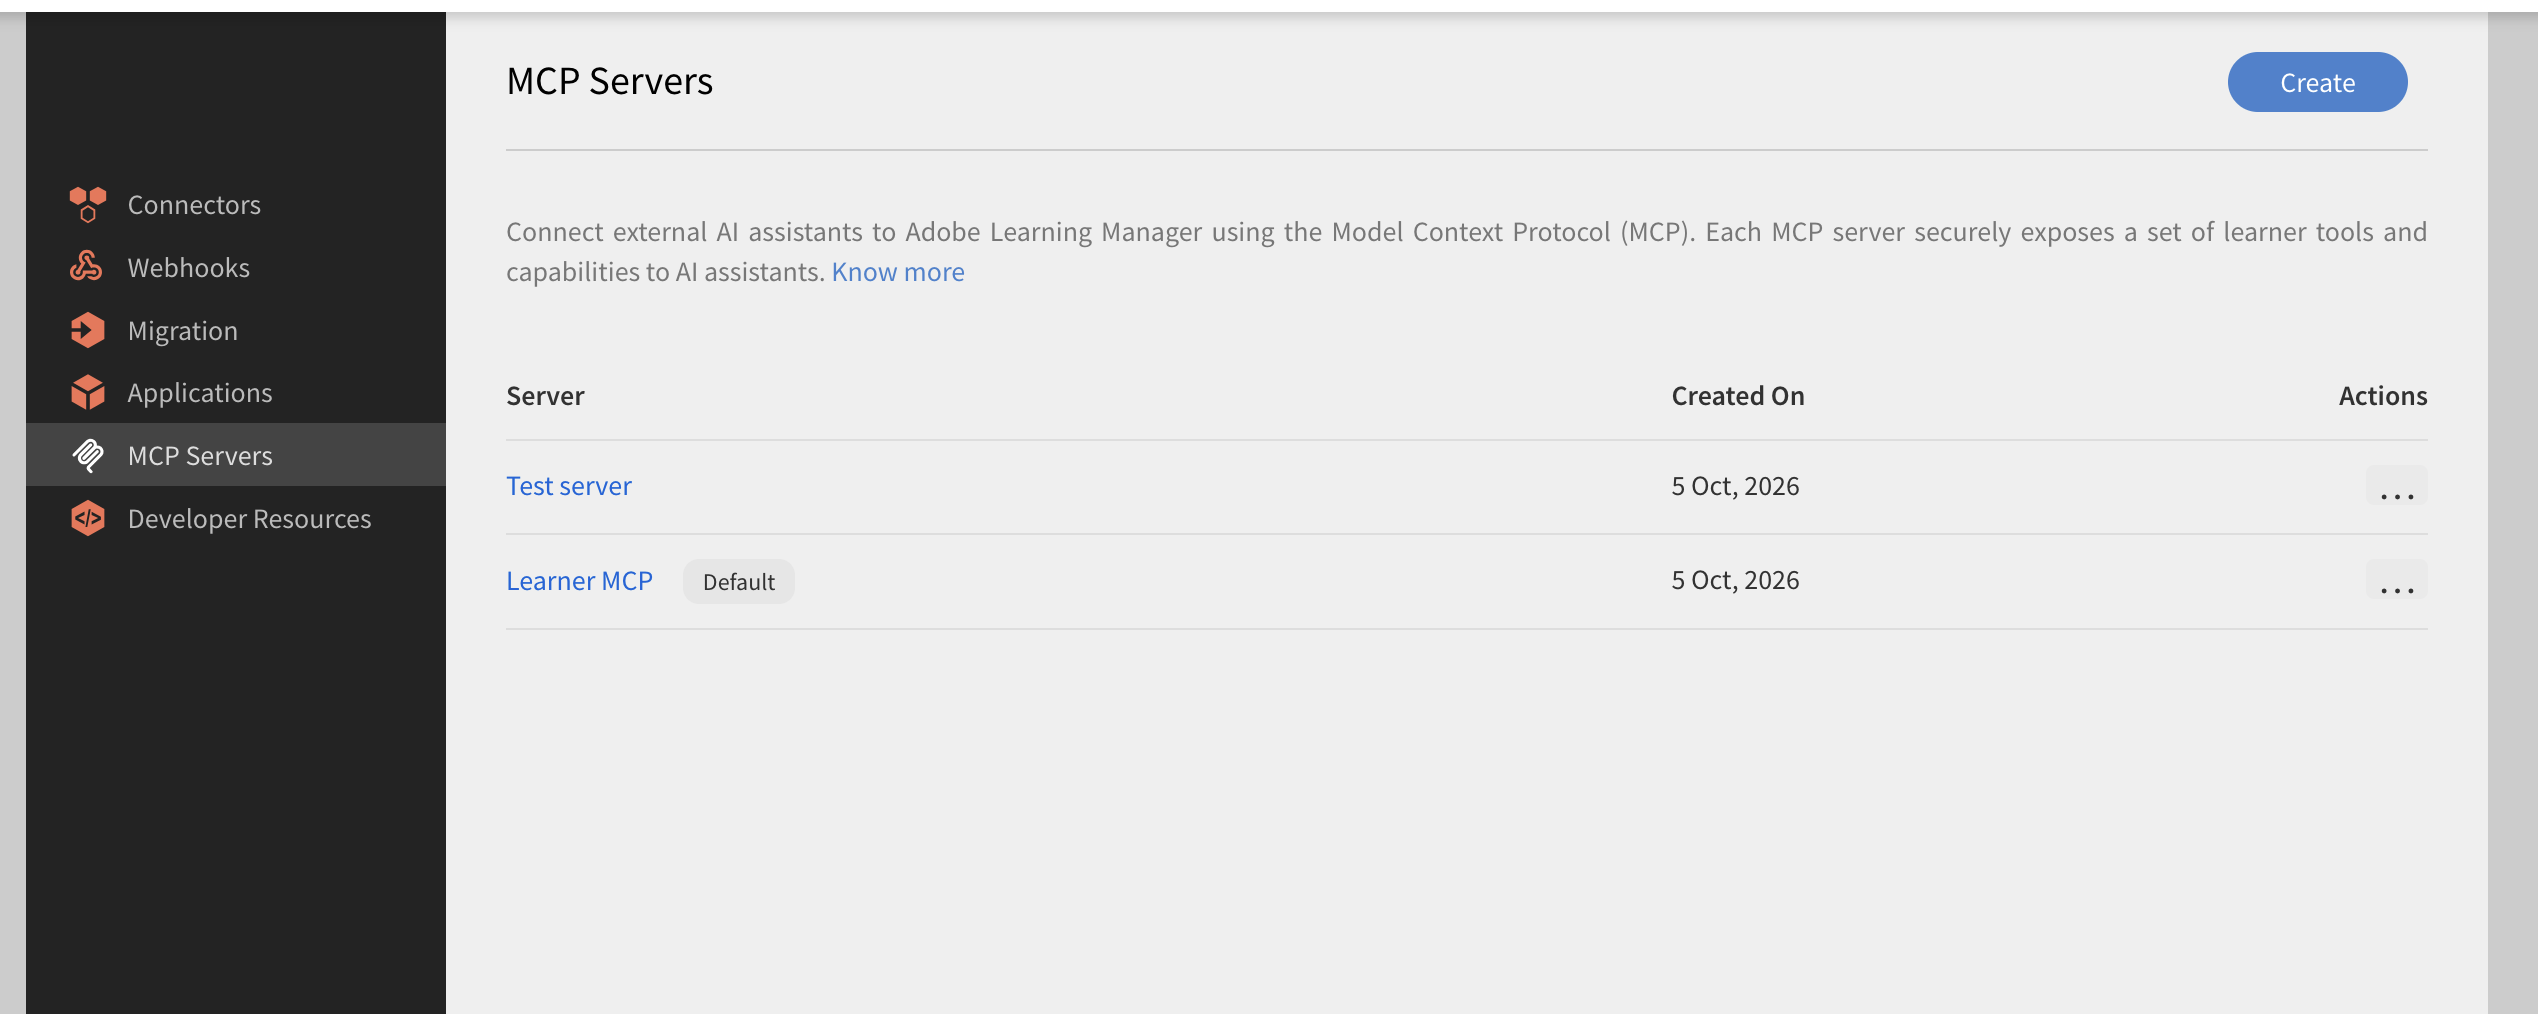 MCP Servers
Create
Connectors
Webhooks
Migration
Applications
MCP Servers
Developer Resources
Connect external AI assistants to Adobe Learning Manager using the Model Context Protocol (MCP). Each MCP server securely exposes a set of learner tools and
capabilities to AI assistants. Know more
Server Created On Actions
Test server 5 Oct, 2026 ...
Learner MCP Default 5 Oct, 2026 ...